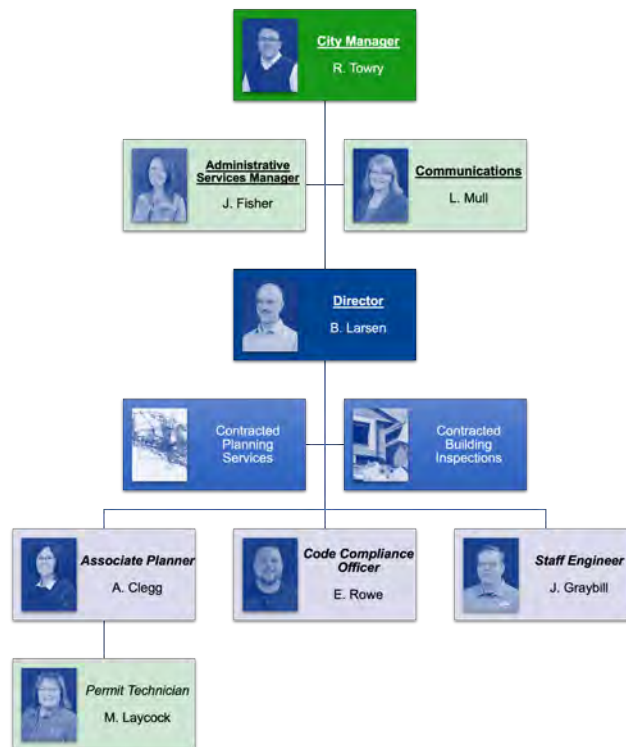 City Manager
R. Towry
Administrative
Services Manager
J. Fisher
Communications
L. Mull
Director
B. Larsen
Contracted
Planning
Services
Contracted
Building
Inspections
Associate Planner
A. Clegg
Code Compliance
Officer
E. Rowe
Staff Engineer
J. Graybill
Permit Technician
M. Laycock